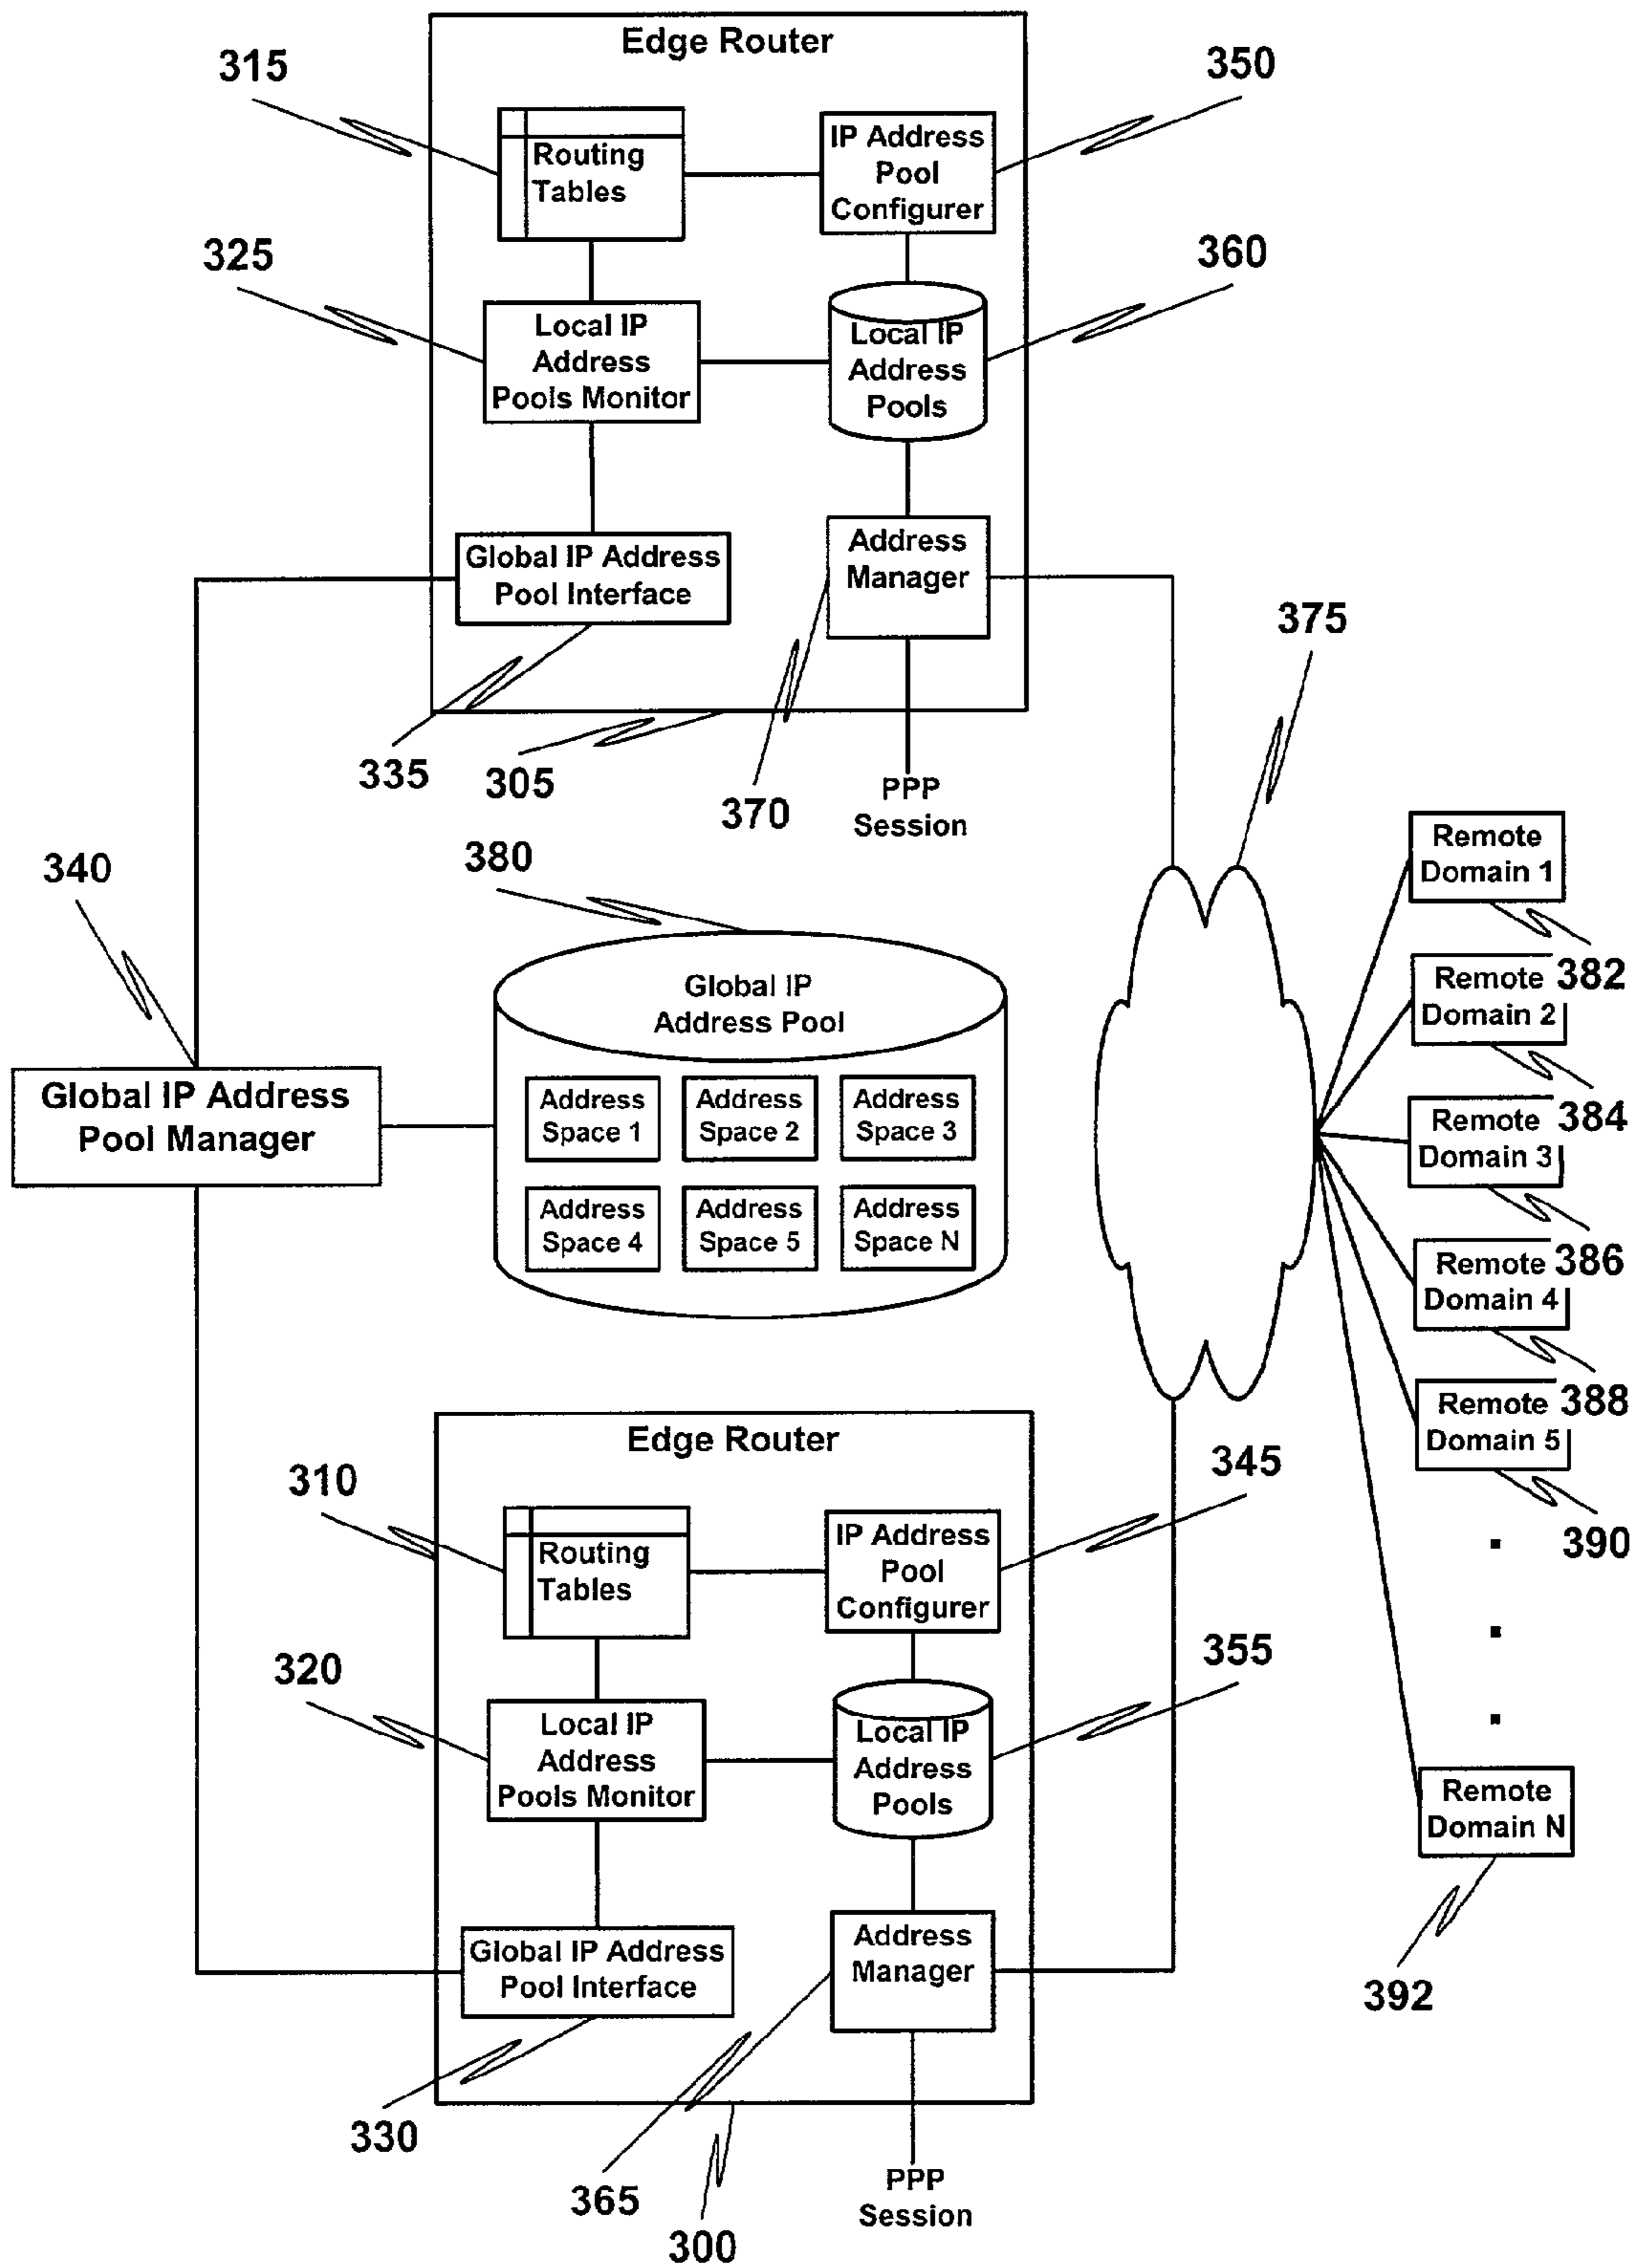 Edge Router
315
350
Routing
Tables
IP Address
Pool
Configurer
325
360
Local IP
Address
Pools Monitor
Local IP
Address
Pools
Global IP Address
Pool Interface
Address
Manager
375
335
305
370
PPP
Session
340
380
Remote
Domain 1
382
Remote
Domain 2
384
Remote
Domain 3
386
Remote
Domain 4
388
Remote
Domain 5
390
Global IP
Address Pool
Global IP Address
Pool Manager
Address
Space 1
Address
Space 2
Address
Space 3
Address
Space 4
Address
Space 5
Address
Space N
Edge Router
310
345
Routing
Tables
IP Address
Pool
Configurer
320
355
Local IP
Address
Pools Monitor
Local IP
Address
Pools
Remote
Domain N
392
Global IP Address
Pool Interface
Address
Manager
330
365
300
PPP
Session